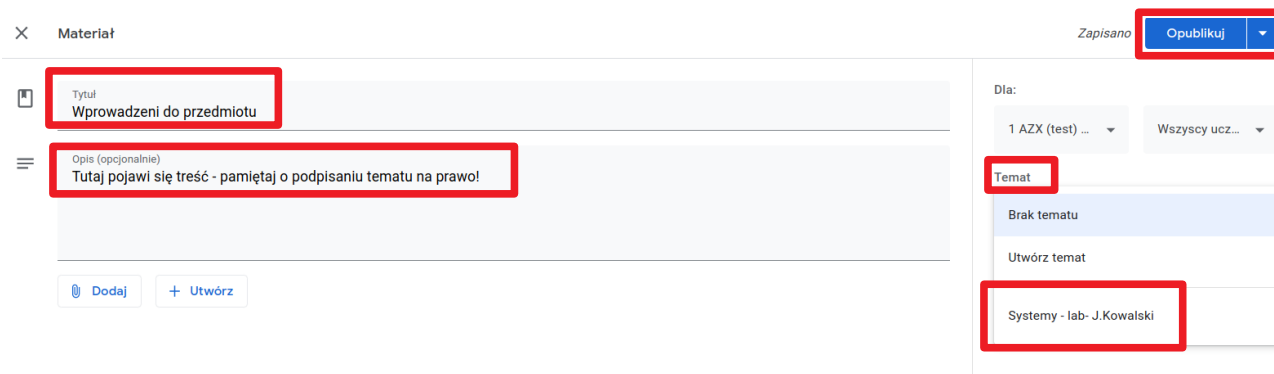 Materiał
Zapisano
Opublikuj
Tytuł
Wprowadzeni do przedmiotu
Opis (opcjonalnie)
Tutaj pojawi się treść - pamiętaj o podpisaniu tematu na prawo!
Dodaj
Utwórz
Dla:
1 AZX (test) ...
Wszyscy ucz...
Temat
Brak tematu
Utwórz temat
Systemy - lab- J.Kowalski